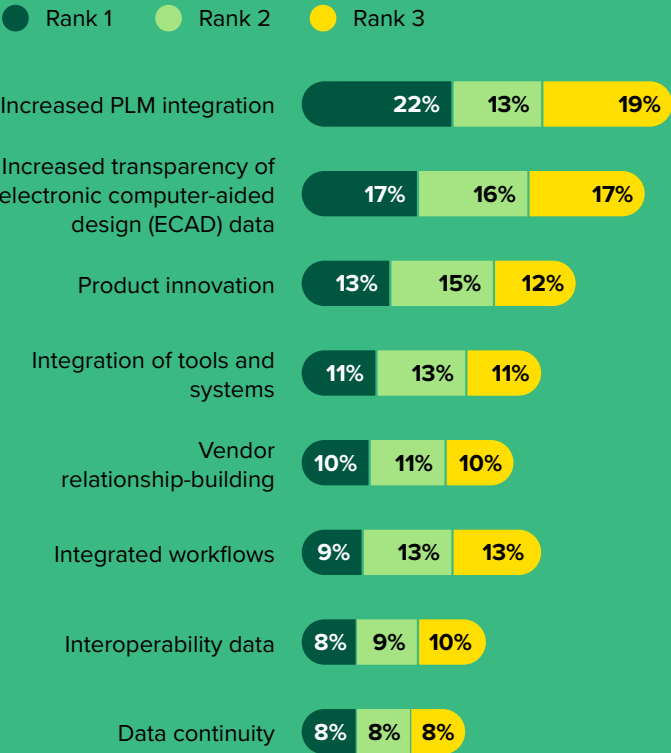 Rank 1 Rank 2 Rank 3
Increased PLM integration 22% 13% 19%
Increased transparency of
electronic computer-aided 17% 16% 17%
design (ECAD) data
Product innovation 13% 15% 12%
Integration of tools and
systems 11% 13% 11%
Vendor
relationship-building 10% 11% 10%
Integrated workflows 9% 13% 13%
Interoperability data 8% 9% 10%
Data continuity 8% 8% 8%